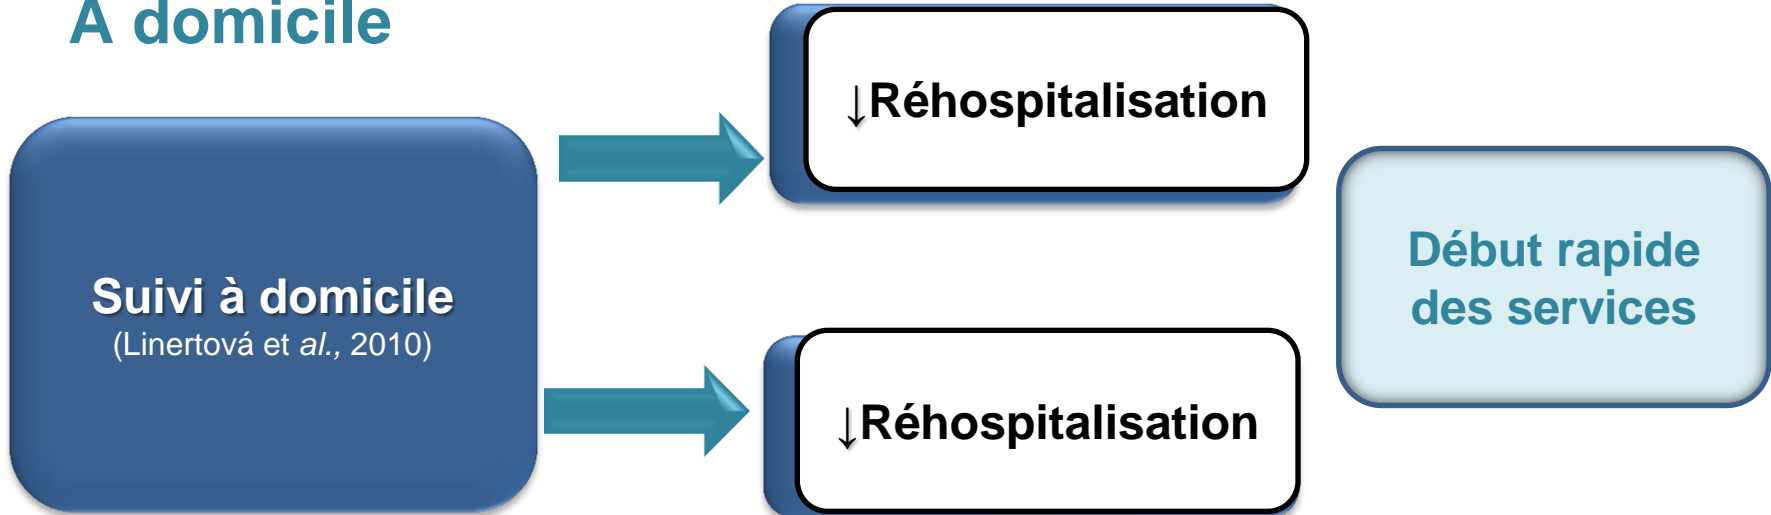 A domicile
↓Réhospitalisation
Suivi à domicile
(Linertová et al., 2010)
↓Réhospitalisation
Début rapide
des services